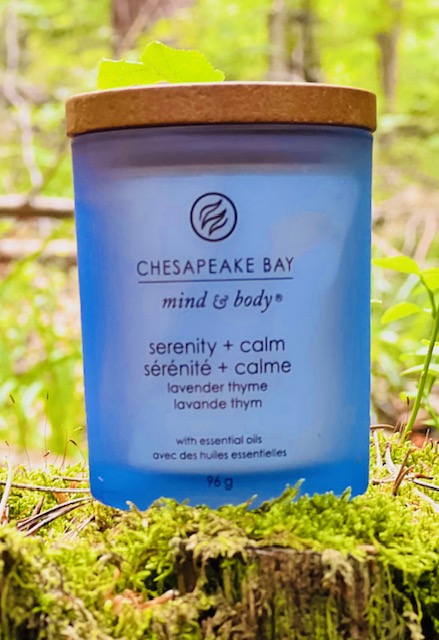 CHESAPEAKE BAY
mind & body®
serenity + calm
sérénité + calme
lavender thyme
lavande thym
with essential oils
avec des huiles essentielles
96 g